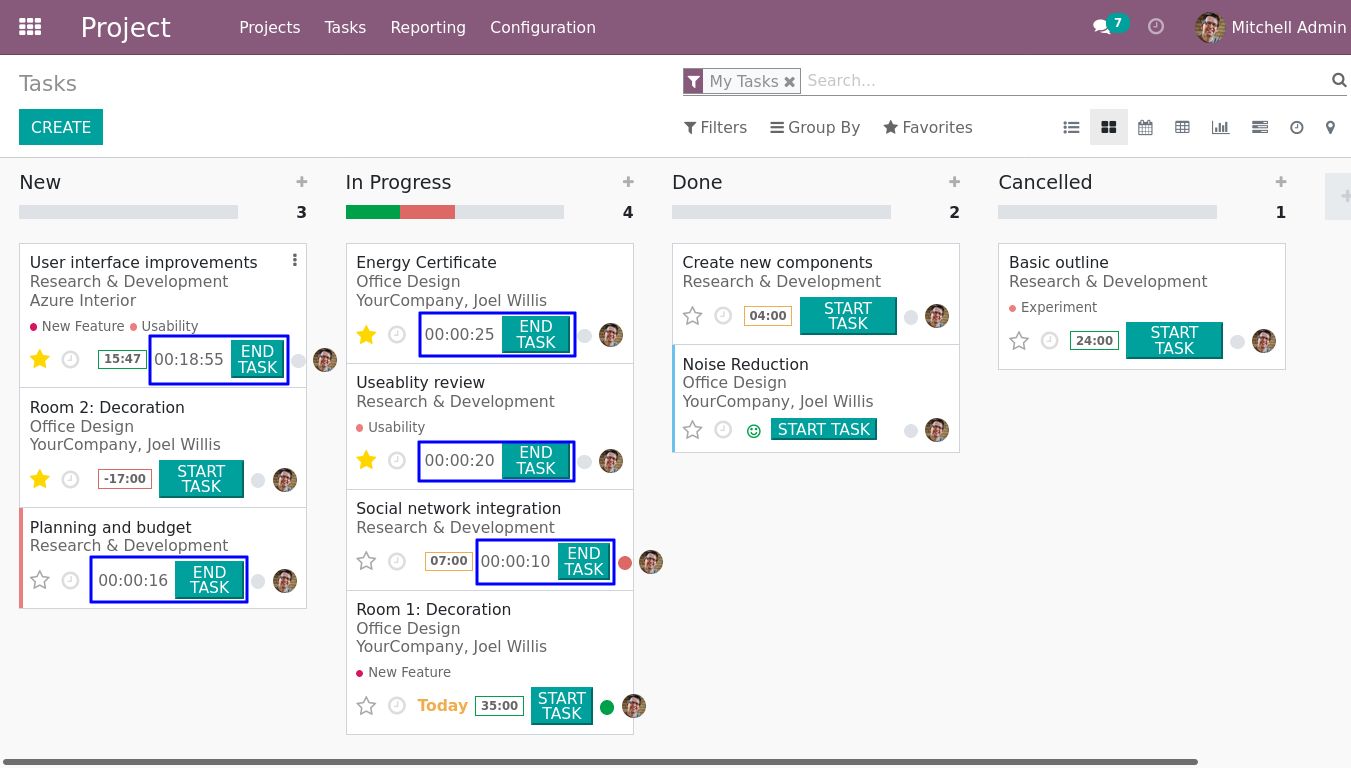 Project Projects Tasks Reporting Configuration 7 Mitchell Admin
Tasks My Tasks Search...
CREATE Filters Group By Favorites
New
3
User interface improvements
Research & Development
Azure Interior
New Feature Usability
15:47 00:18:55 END TASK
Room 2: Decoration
Office Design
YourCompany, Joel Willis
-17:00 START TASK
Planning and budget
Research & Development
00:00:16 END TASK
In Progress
4
Energy Certificate
Office Design
YourCompany, Joel Willis
00:00:25 END TASK
Useablity review
Research & Development
Usability
00:00:20 END TASK
Social network integration
Research & Development
07:00 00:00:10 END TASK
Room 1: Decoration
Office Design
YourCompany, Joel Willis
New Feature
Today 35:00 START TASK
Done
2
Create new components
Research & Development
04:00 START TASK
Noise Reduction
Office Design
YourCompany, Joel Willis
START TASK
Cancelled
1
Basic outline
Research & Development
Experiment
24:00 START TASK